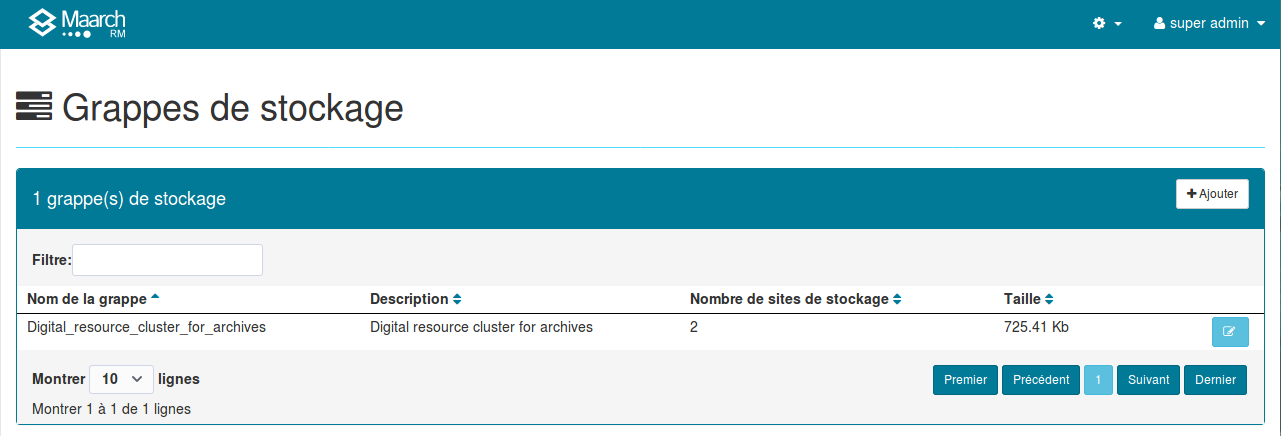 Maarch
RM
super admin
Grappes de stockage
1 grappe(s) de stockage
Ajouter
Filtre:
Nom de la grappe Description Nombre de sites de stockage Taille
Digital_resource_cluster_for_archives Digital resource cluster for archives 2 725.41 Kb
Montrer 10 lignes Premier Précédent 1 Suivant Dernier
Montrer 1 à 1 de 1 lignes